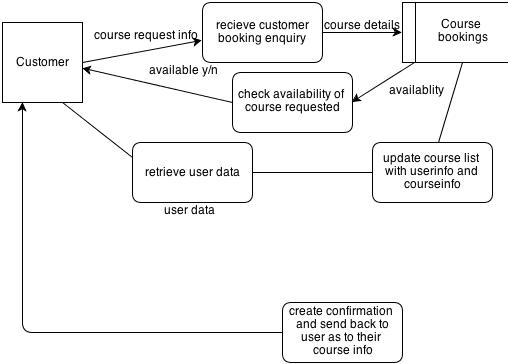 course request info
recieve customer
booking enquiry
course details
Course
bookings
Customer
available y/n
check availability of
course requested
availablity
retrieve user data
user data
update course list
with userinfo and
courseinfo
create confirmation
and send back to
user as to their
course info